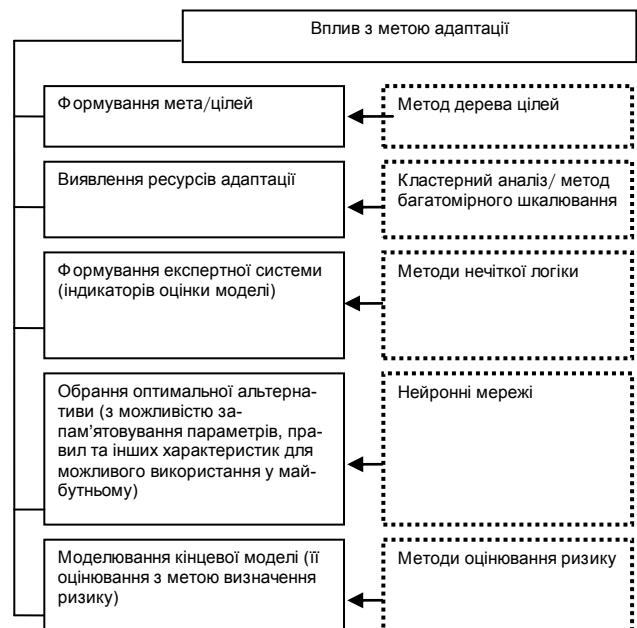 Вплив з метою адаптації
Формування мета/цілей
Метод дерева цілей
Виявлення ресурсів адаптації
Кластерний аналіз/ метод
багатомірного шкалювання
Формування експертної системи
(індикаторів оцінки моделі)
Методи нечіткої логіки
Обрання оптимальної альтерна-
тиви (з можливістю за-
пам’ятовування параметрів, пра-
вил та інших характеристик для
можливого використання у май-
бутньому)
Нейронні мережі
Моделювання кінцевої моделі (її
оцінювання з метою визначення
ризику)
Методи оцінювання ризику